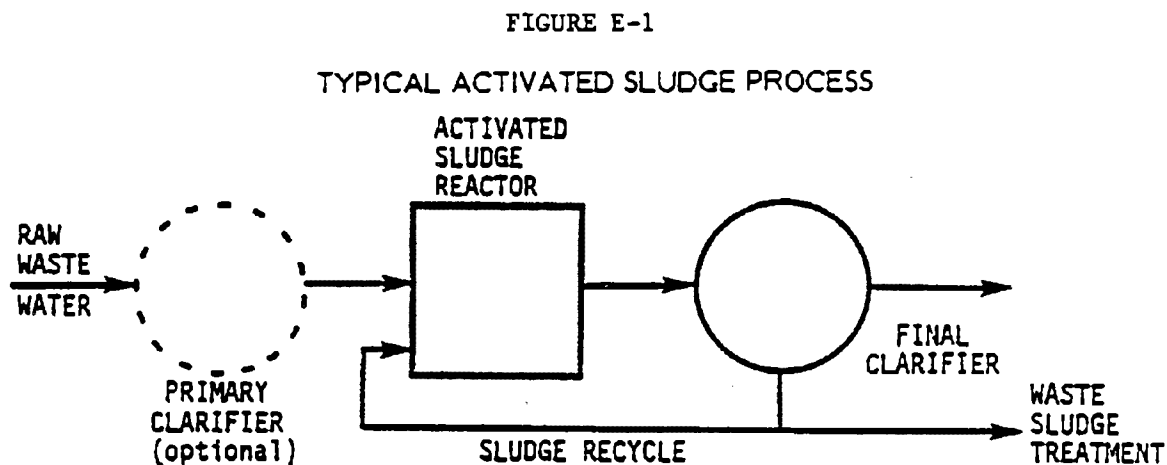 FIGURE E-1
TYPICAL ACTIVATED SLUDGE PROCESS
ACTIVATED
SLUDGE
REACTOR
RAW
WASTE
WATER
PRIMARY
CLARIFIER
(optional)
FINAL
CLARIFIER
SLUDGE RECYCLE
WASTE
SLUDGE
TREATMENT